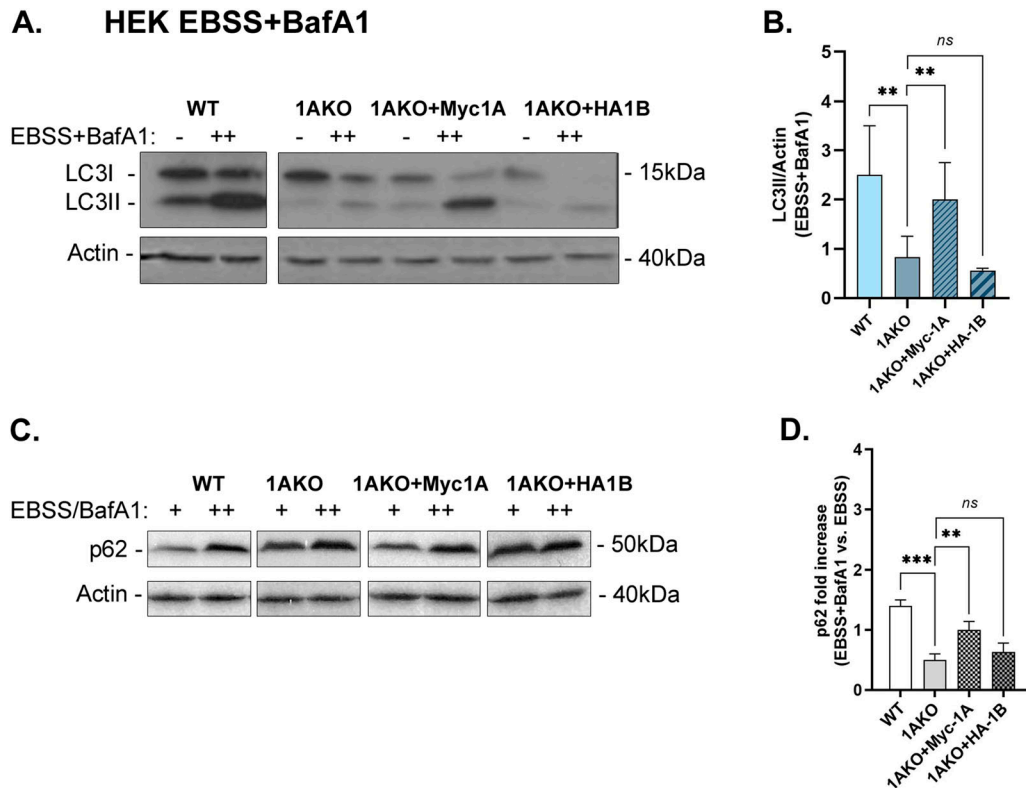 A. HEK EBSS+BafA1
WT 1AKO 1AKO+Myc1A 1AKO+HA1B
EBSS+BafA1: - ++ - ++ - ++ - ++
LC3I - - 15kDa
LC3II -
Actin - - 40kDa
B.
LC3II/Actin
(EBSS+BafA1)
5
4
3
2
1
0
** ** ns
WT 1AKO 1AKO+Myc-1A 1AKO+HA-1B
C.
WT 1AKO 1AKO+Myc1A 1AKO+HA1B
EBSS/BafA1: + ++ + ++ + ++ + ++
p62 - - 50kDa
Actin - - 40kDa
D.
p62 fold increase
(EBSS+BafA1 vs. EBSS)
4
3
2
1
0
*** ** ns
WT 1AKO 1AKO+Myc-1A 1AKO+HA-1B